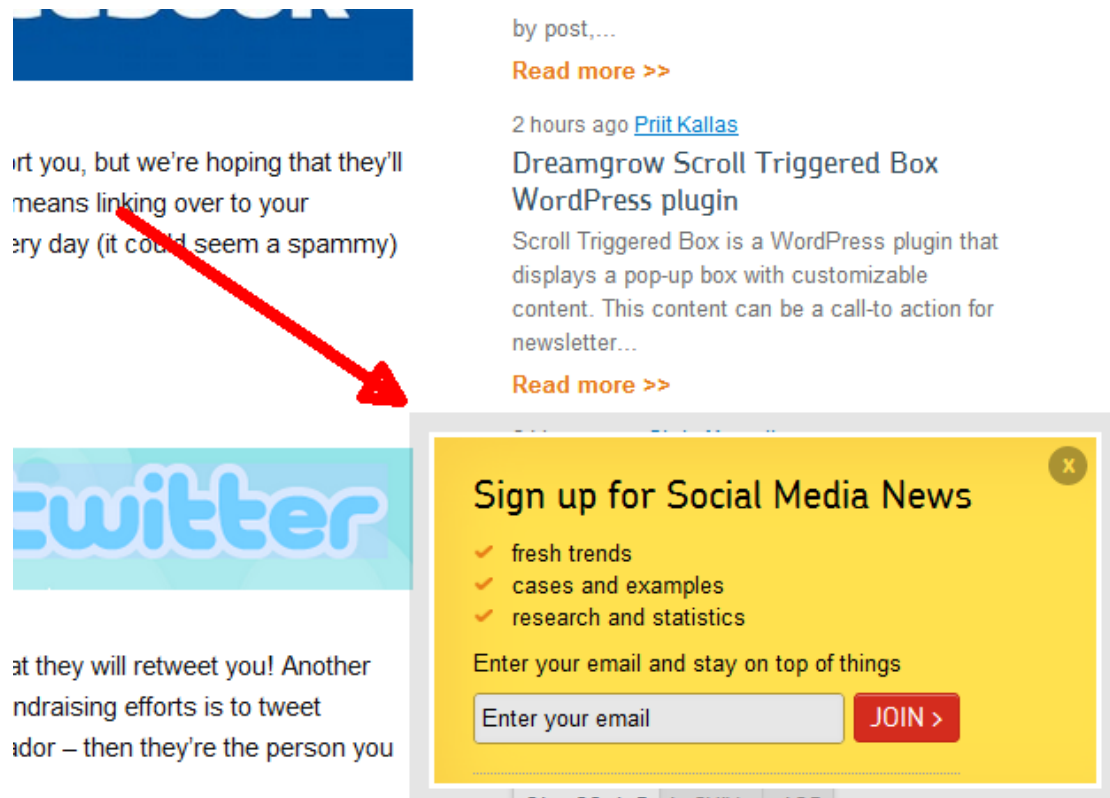 by post,...
Read more >>
2 hours ago Priit Kallas
Dreamgrow Scroll Triggered Box
WordPress plugin
Scroll Triggered Box is a WordPress plugin that
displays a pop-up box with customizable
content. This content can be a call-to action for
newsletter...
Read more >>
you, but we're hoping that they'll
means linking over to your
day (it could seem a spammy)
twitter
they will retweet you! Another
efforts is to tweet
– then they're the person you
Sign up for Social Media News
fresh trends
cases and examples
research and statistics
Enter your email and stay on top of things
Enter your email
JOIN >
x